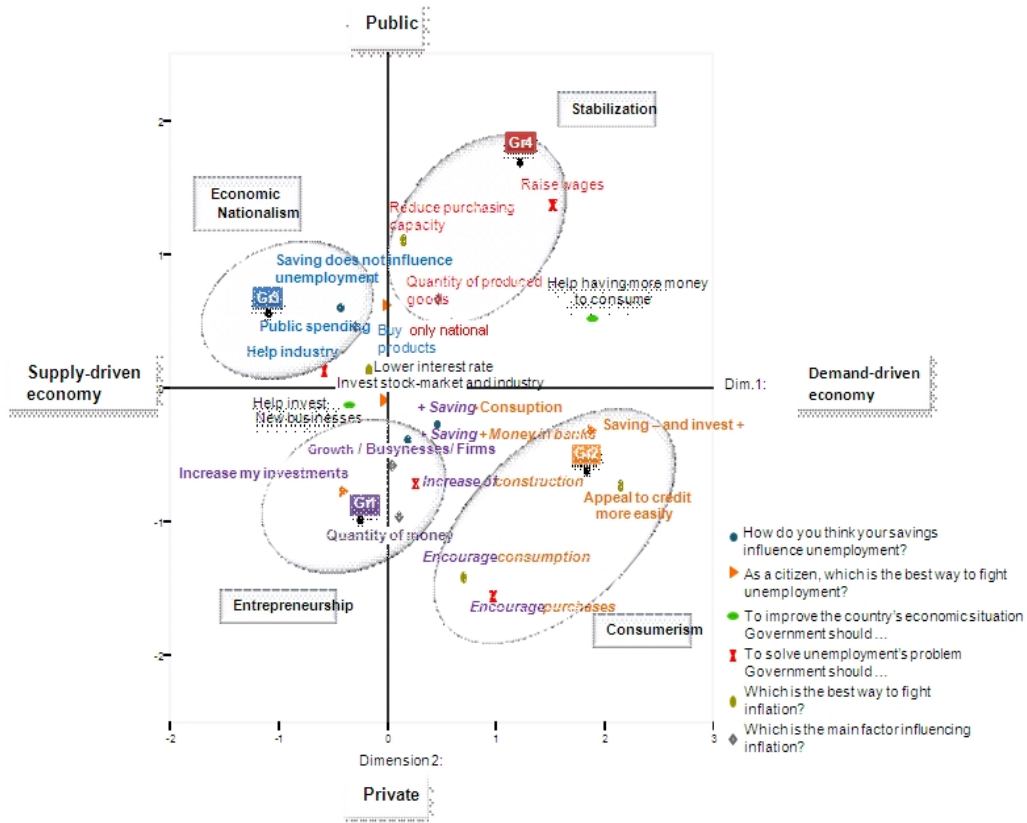 Public
2
Stabilization
Gr4
Raise wages
Economic
Nationalism
Reduce purchasing
capacity
1
Saving does not influence
unemployment
Quantity of produced
goods
Help having more money
to consume
Public spending
Buy only national
products
Help industry
Lower interest rate
Supply-driven
economy
Invest stock-market and industry
Dim.1:
Demand-driven
economy
Help invest
New businesses
+ Saving+Consuption
+ Saving+Money in banks
Saving – and invest +
Growth / Busynesses/ Firms
Increase my investments
Increase of construction
Gr2
Appeal to credit
more easily
Gr1
-1
Quantity of money
Encourage consumption
Encourage purchases
Entrepreneurship
Consumerism
-2
-2
-1
0
1
2
3
Dimension 2:
Private
How do you think your savings
influence unemployment?
As a citizen, which is the best way to fight
unemployment?
To improve the country's economic situation
Government should...
To solve unemployment's problem
Government should...
Which is the best way to fight
inflation?
Which is the main factor influencing
inflation?